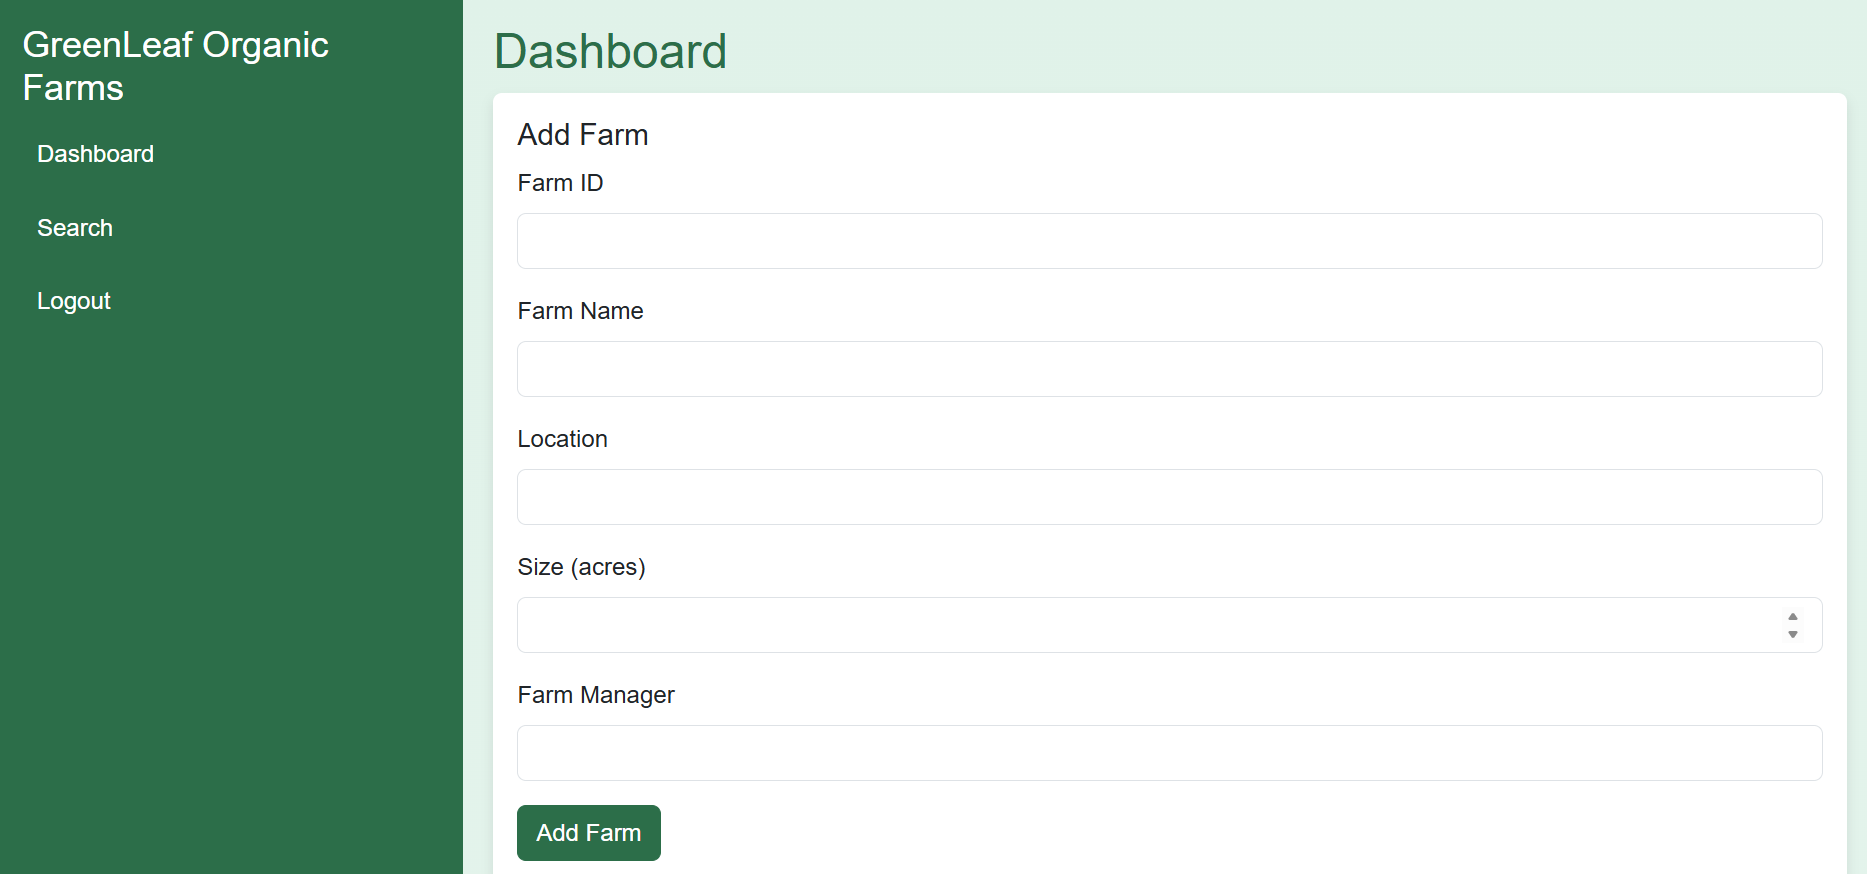 GreenLeaf Organic
Farms
Dashboard
Search
Logout
Dashboard
Add Farm
Farm ID
Farm Name
Location
Size (acres)
Farm Manager
Add Farm